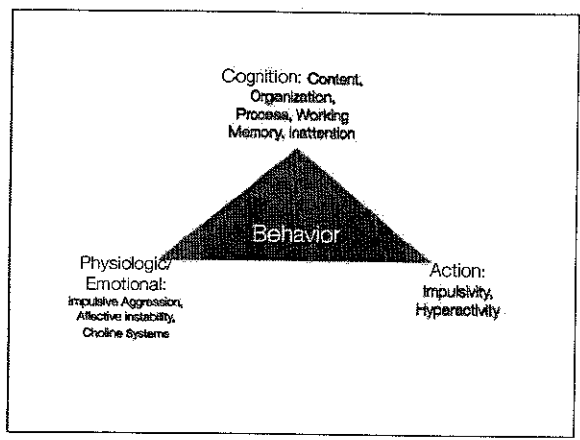 Cognition: Content,
Organization,
Process, Working
Memory, Inattention
Behavior
Physiologic/
Emotional:
Impulsive Aggression,
Affective instability,
Choline Systems
Action:
Impulsivity,
Hyperactivity